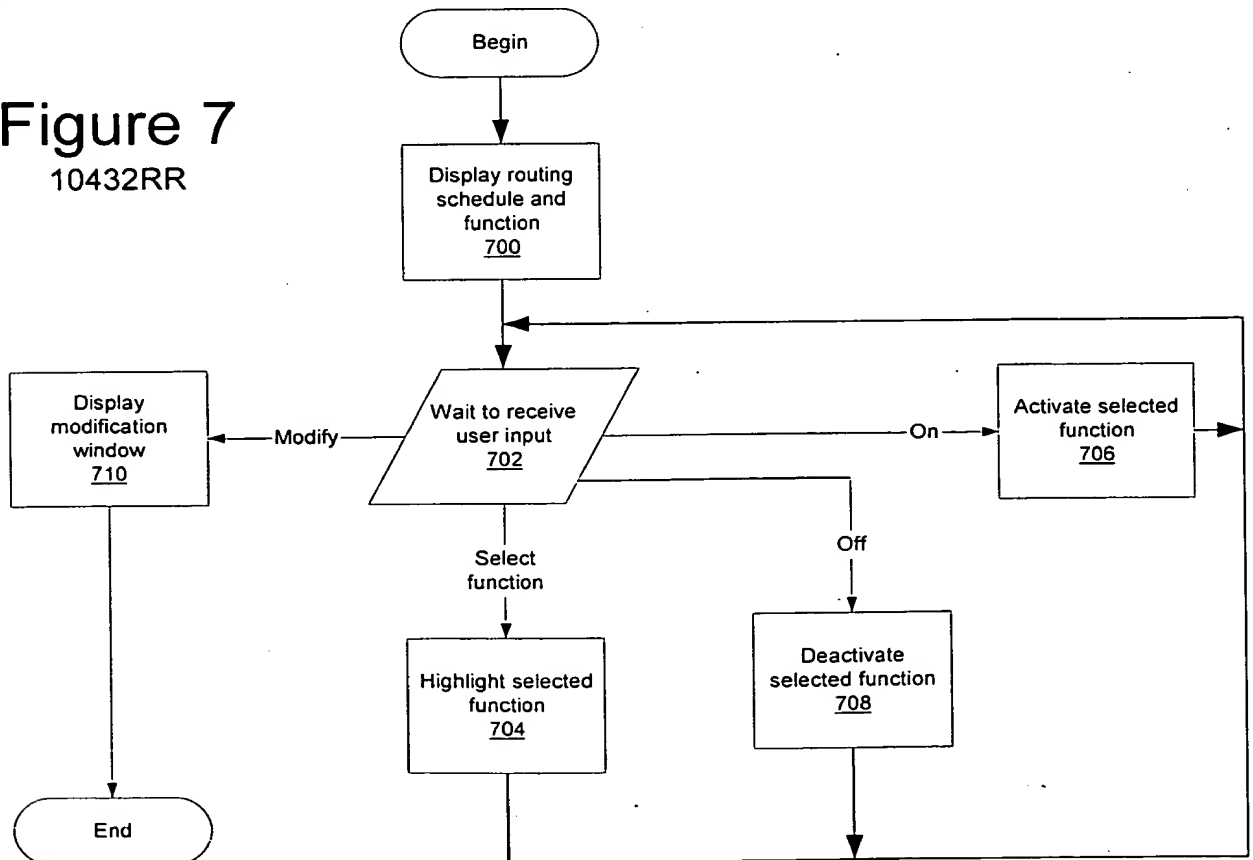 Begin
Figure 7
10432RR
Display routing
schedule and
function
700
Display
modification
window
710
Modify
Wait to receive
user input
702
On
Activate selected
function
706
Select
function
Off
Highlight selected
function
704
Deactivate
selected function
708
End